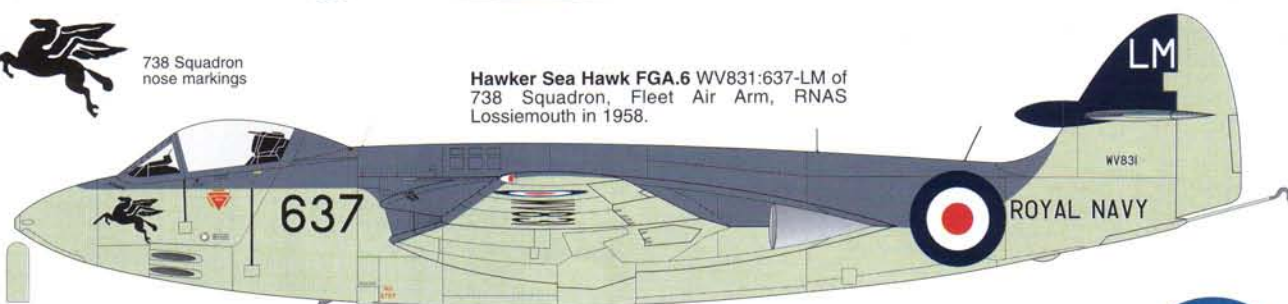 738 Squadron
nose markings
Hawker Sea Hawk FGA.6 WV831:637-LM of
738 Squadron, Fleet Air Arm, RNAS
Lossiemouth in 1958.
LM
WV831
637
ROYAL NAVY